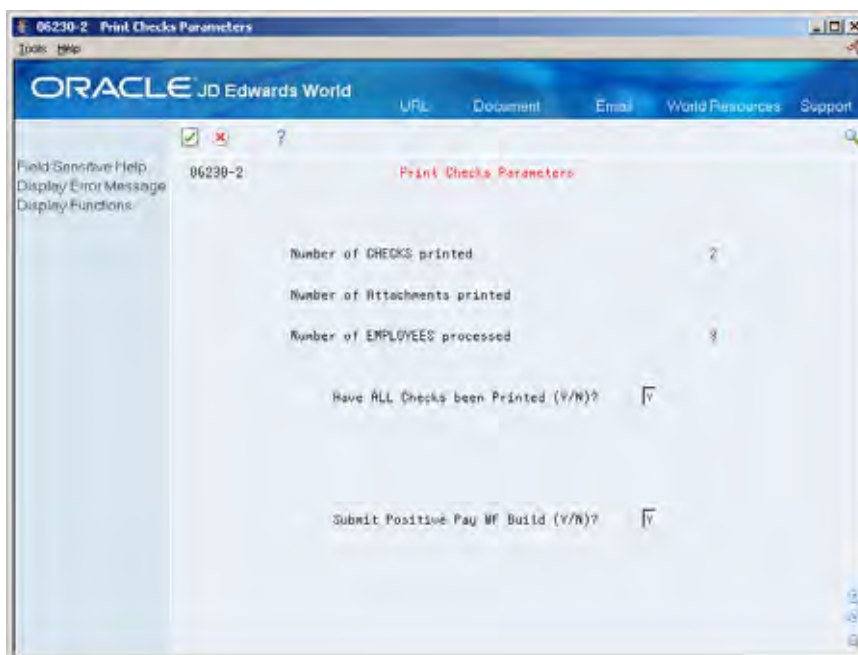 06230-2 Print Checks Parameters
Tools Help
ORACLE JD Edwards World
URL Document Email World Resources Support
?
Field Sensitive Help
Display Error Message
Display Functions
06230-2 Print Checks Parameters
Number of CHECKS printed 2
Number of Attachments printed
Number of EMPLOYEES processed
Have ALL Checks been Printed (Y/N)? Y
Submit Positive Pay WF Build (Y/N)? Y